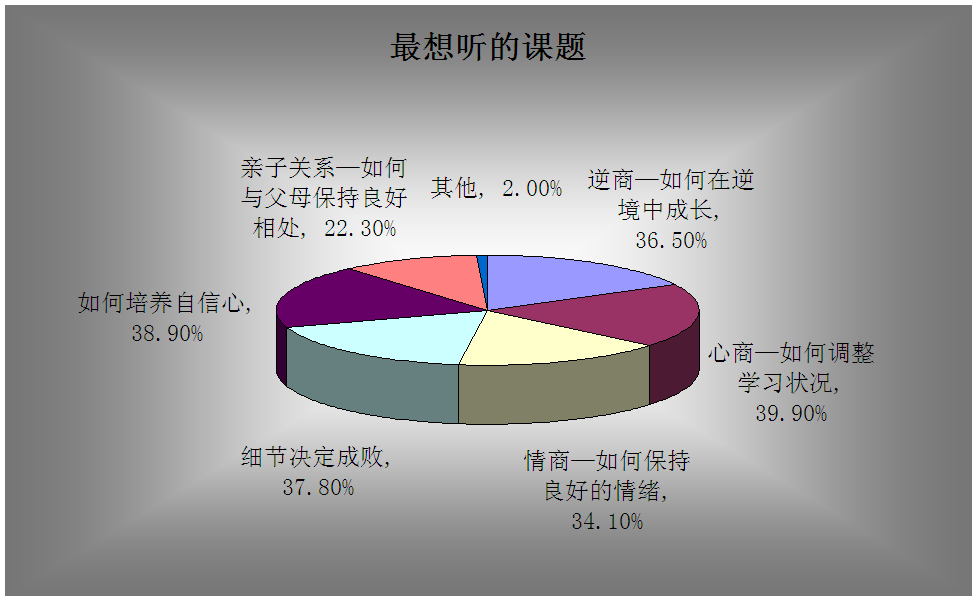 最想听的课题
亲子关系—如何
与父母保持良好
相处, 22.30%
其他, 2.00%
逆商—如何在逆
境中成长,
36.50%
如何培养自信心,
38.90%
心商—如何调整
学习状况,
39.90%
细节决定成败,
37.80%
情商—如何保持
良好的情绪,
34.10%